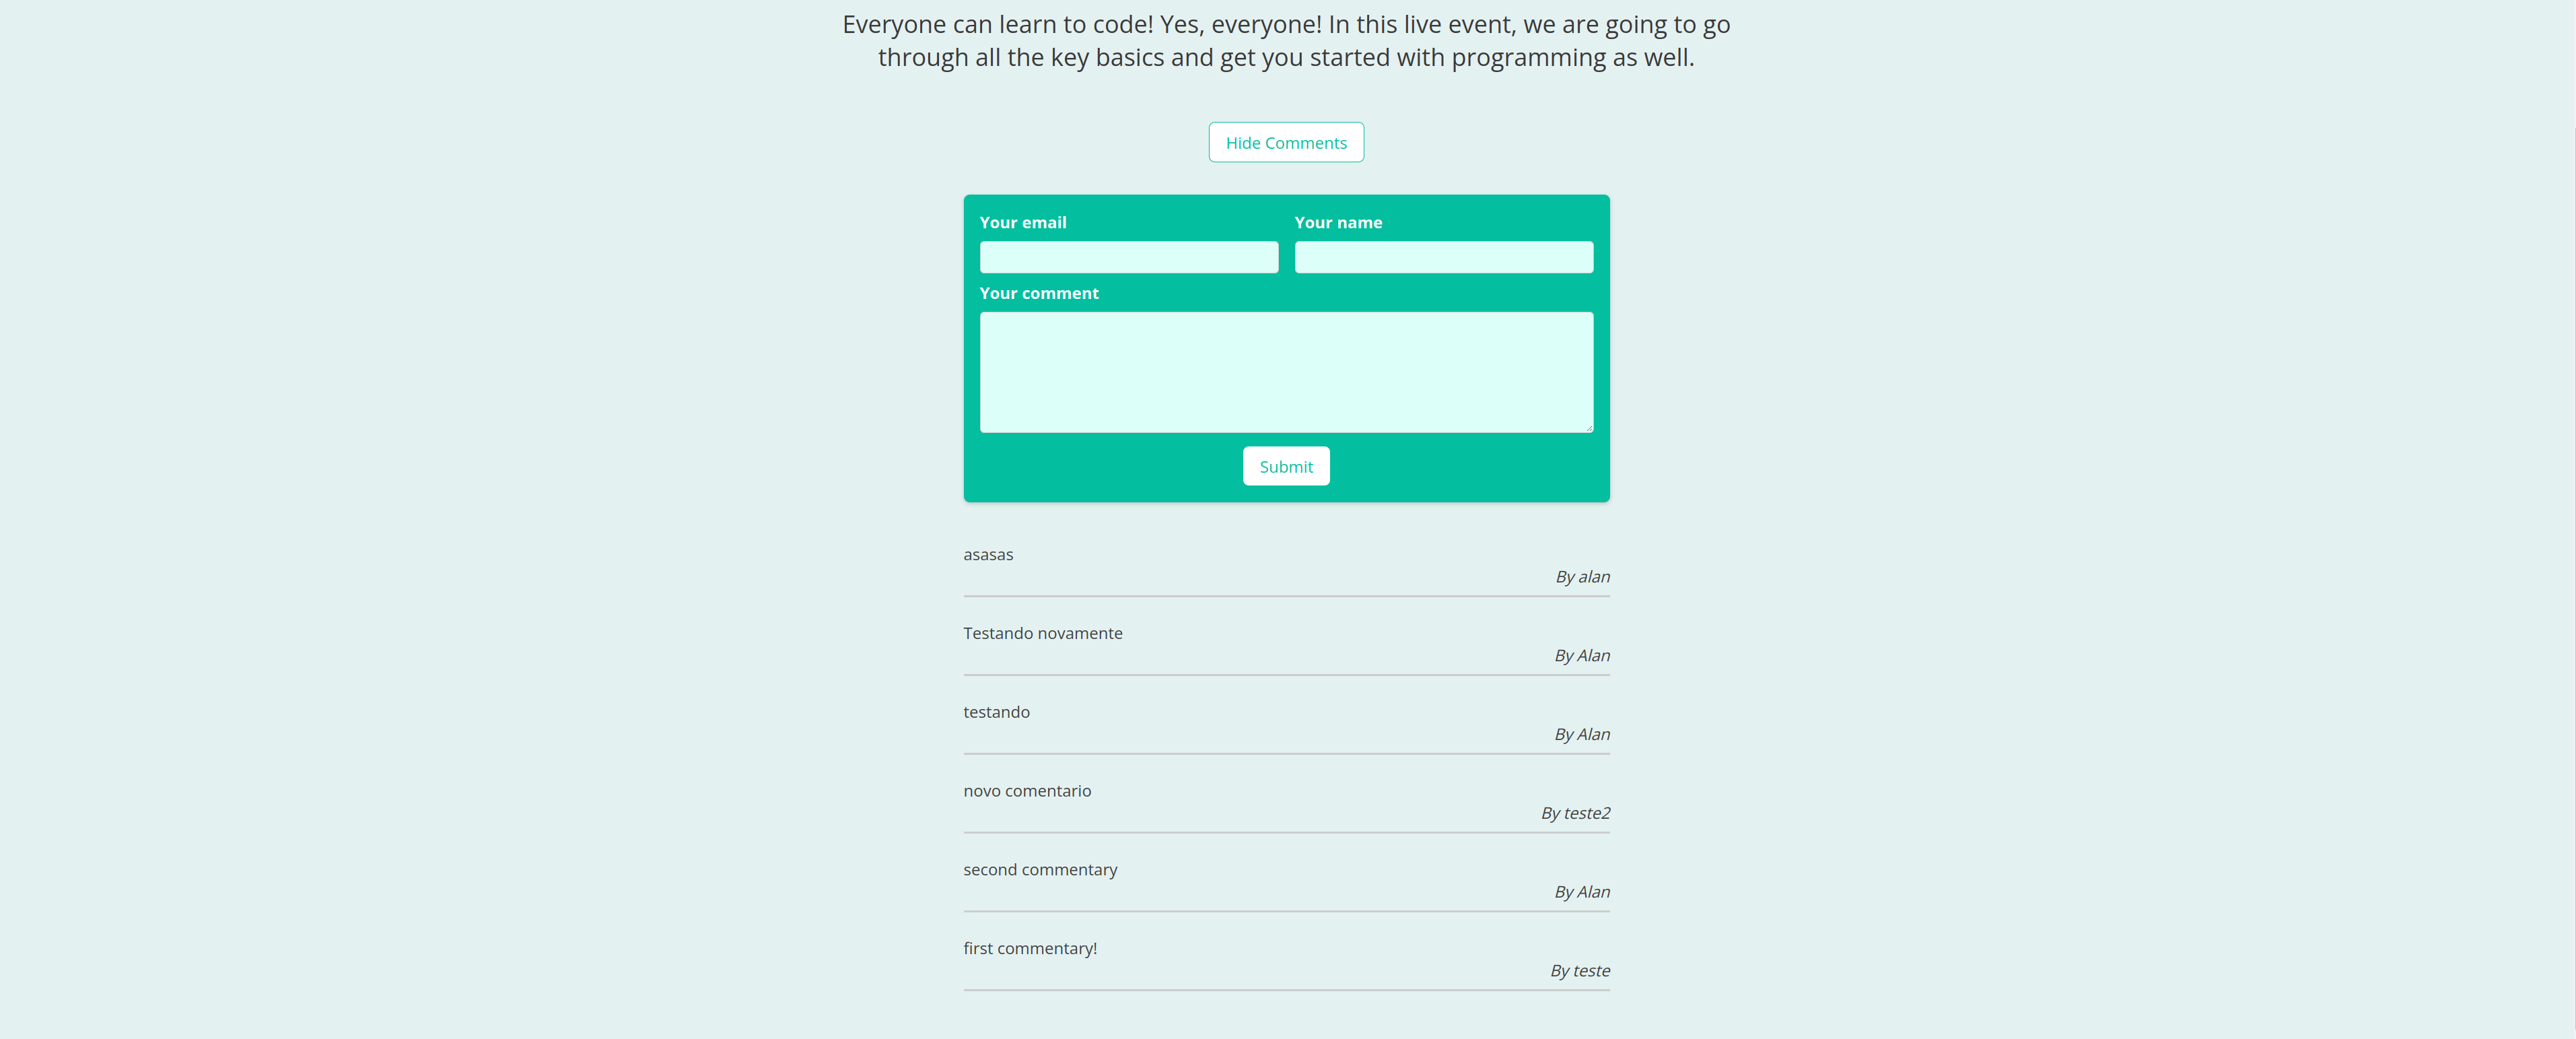 Everyone can learn to code! Yes, everyone! In this live event, we are going to go
through all the key basics and get you started with programming as well.
Hide Comments
Your email
Your name
Your comment
Submit
asasas
By alan
Testando novamente
By Alan
testando
By Alan
novo comentario
By teste2
second commentary
By Alan
first commentary!
By teste